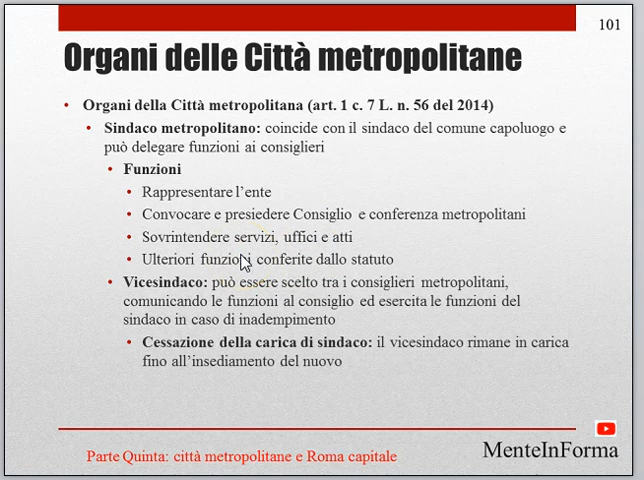 101
Organi delle Città metropolitane
• Organi della Città metropolitana (art. 1 c. 7 L. n. 56 del 2014)
• Sindaco metropolitano: coincide con il sindaco del comune capoluogo e
può delegare funzioni ai consiglieri
• Funzioni
• Rappresentare l'ente
• Convocare e presiedere Consiglio e conferenza metropolitani
• Sovrintendere servizi, uffici e atti
• Ulteriori funzioni conferite dallo statuto
• Vicesindaco: può essere scelto tra i consiglieri metropolitani,
comunicando le funzioni al consiglio ed esercita le funzioni del
sindaco in caso di inadempimento
• Cessazione della carica di sindaco: il vicesindaco rimane in carica
fino all'insediamento del nuovo
Parte Quinta: città metropolitane e Roma capitale
MenteInForma